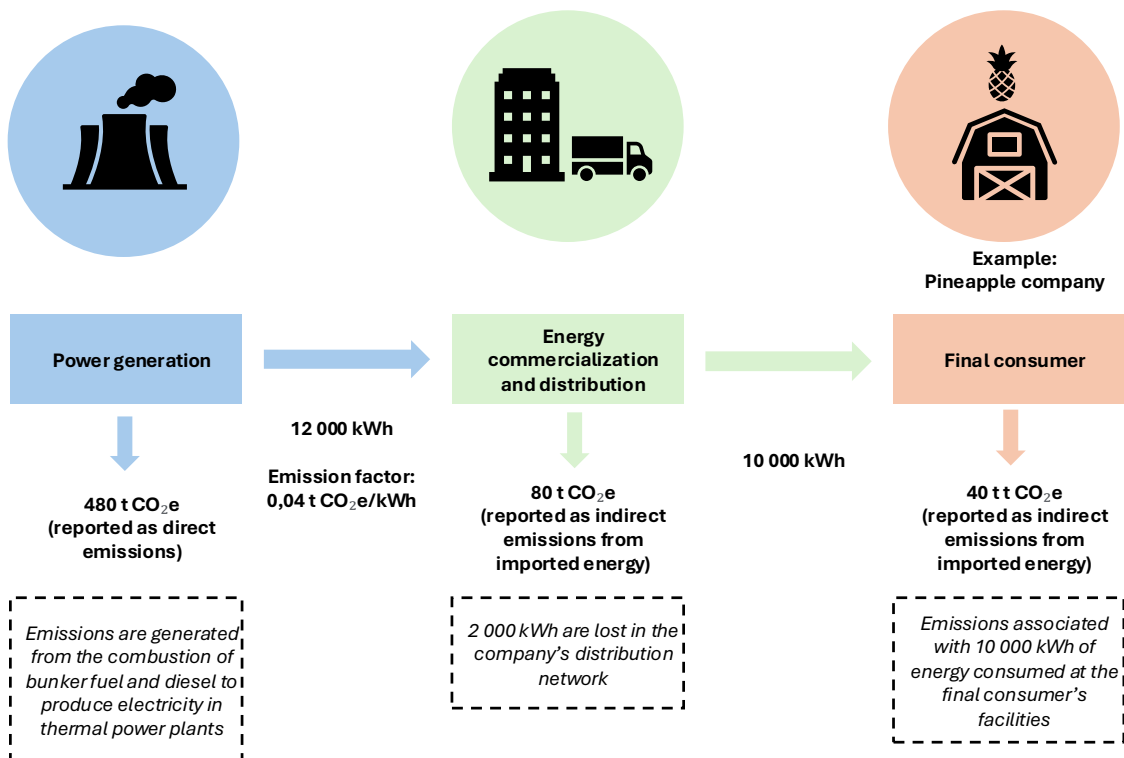 Example:
Pineapple company
Power generation
Energy
commercialization
and distribution
Final consumer
12 000 kWh
Emission factor:
0,04 t CO₂e/kWh
10 000 kWh
480 t CO₂e
(reported as direct
emissions)
80 t CO₂e
(reported as indirect
emissions from
imported energy)
40 t t CO₂e
(reported as indirect
emissions from
imported energy)
Emissions are generated
from the combustion of
bunker fuel and diesel to
produce electricity in
thermal power plants
2 000 kWh are lost in the
company’s distribution
network
Emissions associated
with 10 000 kWh of
energy consumed at the
final consumer’s
facilities